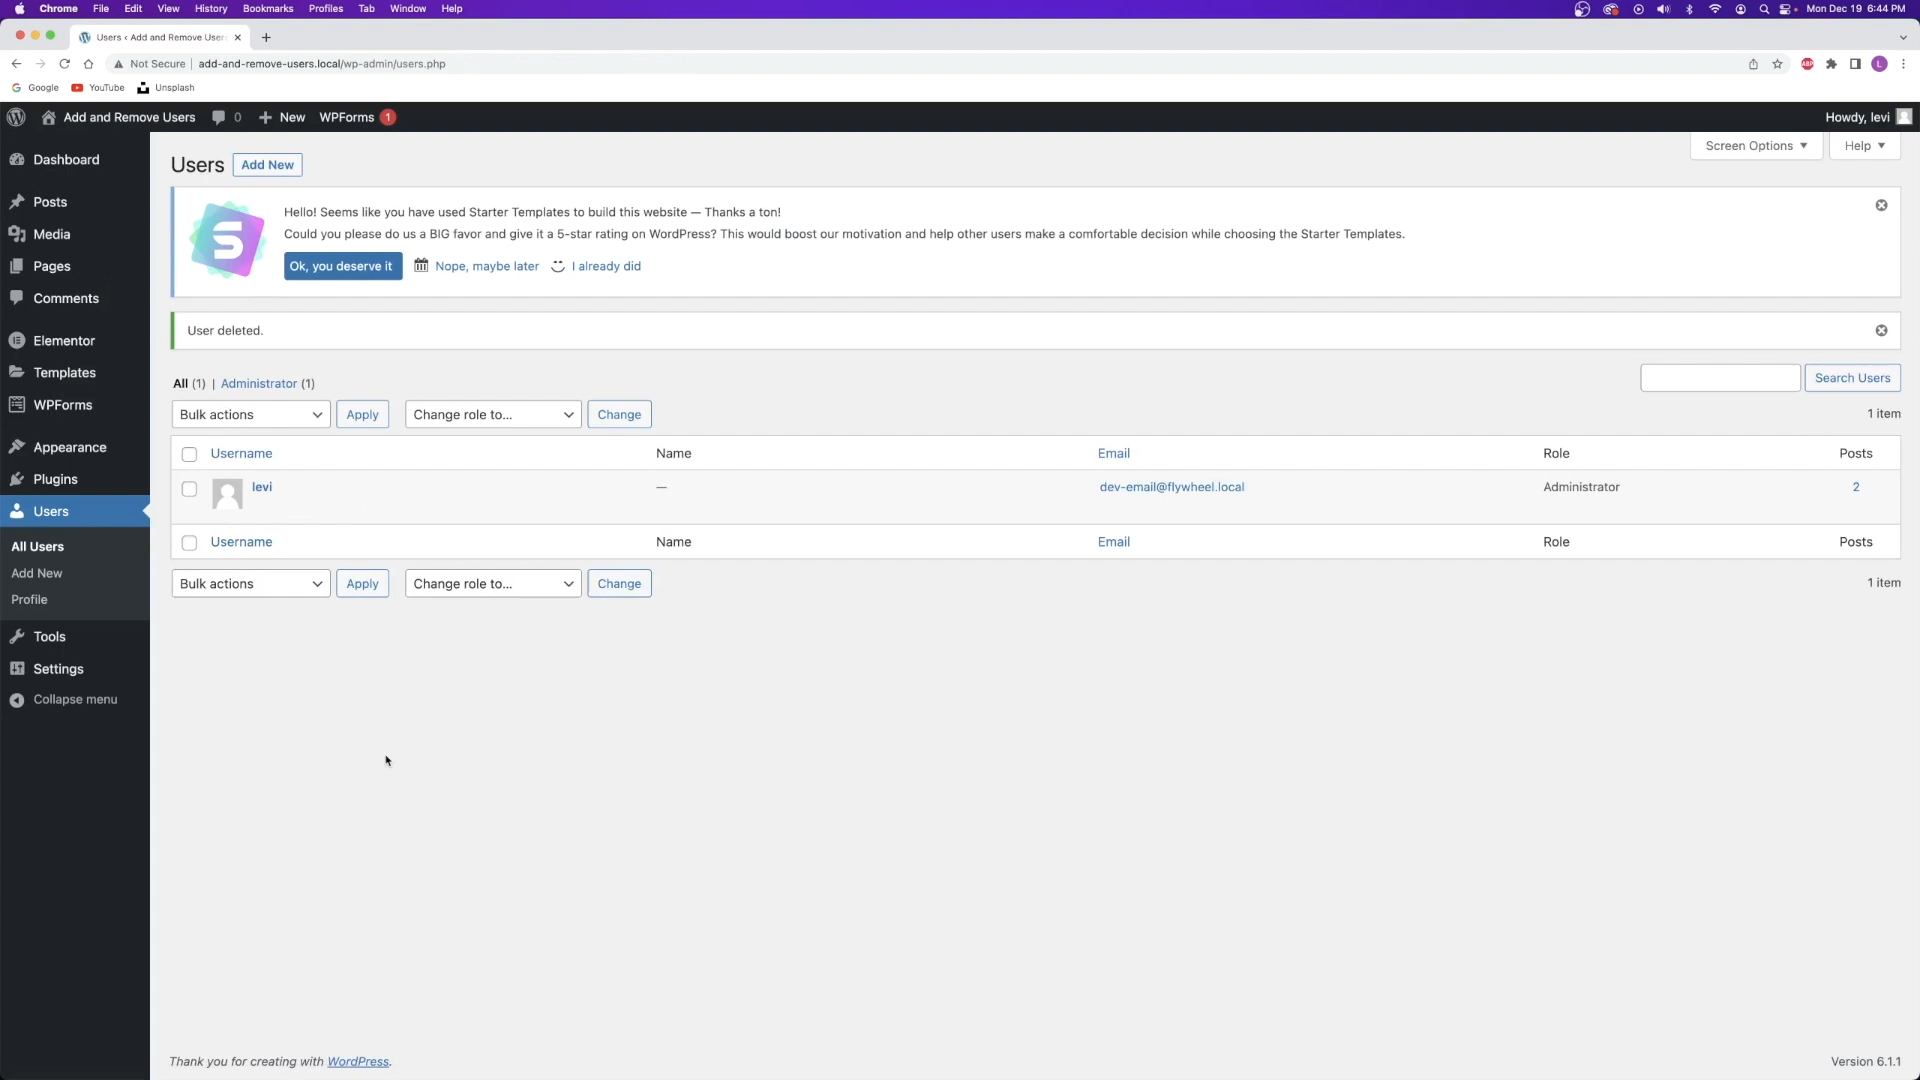 Chrome File Edit View History Bookmarks Profiles Tab Window Help Mon Dec 19 6:44 PM
Users ‹ Add and Remove User
Not Secure add-and-remove-users.local/wp-admin/users.php ABP L
Google YouTube Unsplash
Add and Remove Users 0 New WPForms 1 Howdy, levi
Screen Options Help
Users Add New
Hello! Seems like you have used Starter Templates to build this website — Thanks a ton!
Could you please do us a BIG favor and give it a 5-star rating on WordPress? This would boost our motivation and help other users make a comfortable decision while choosing the Starter Templates.
Ok, you deserve it Nope, maybe later I already did
User deleted.
All (1) | Administrator (1) Search Users
Bulk actions Apply Change role to... Change 1 item
Username Name Email Role Posts
levi — dev-email@flywheel.local Administrator 2
Username Name Email Role Posts
Bulk actions Apply Change role to... Change 1 item
Dashboard
Posts
Media
Pages
Comments
Elementor
Templates
WPForms
Appearance
Plugins
Users
All Users
Add New
Profile
Tools
Settings
Collapse menu
Thank you for creating with WordPress. Version 6.1.1